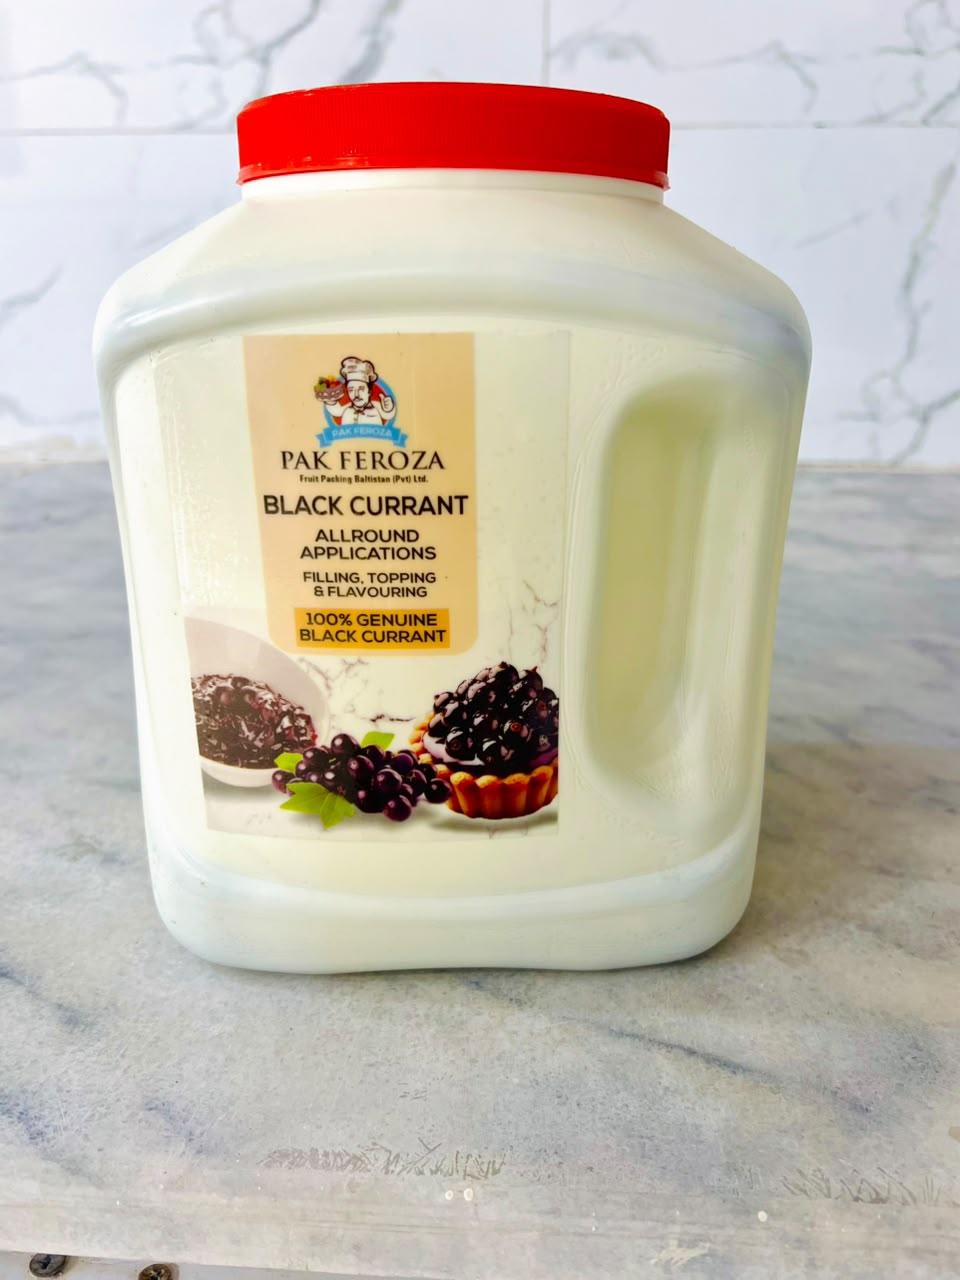 PAK FEROZA
PAK FEROZA
Fruit Packing Baltistan (Pvt) Ltd.
BLACK CURRANT
ALLROUND
APPLICATIONS
FILLING, TOPPING
& FLAVOURING
100% GENUINE
BLACK CURRANT